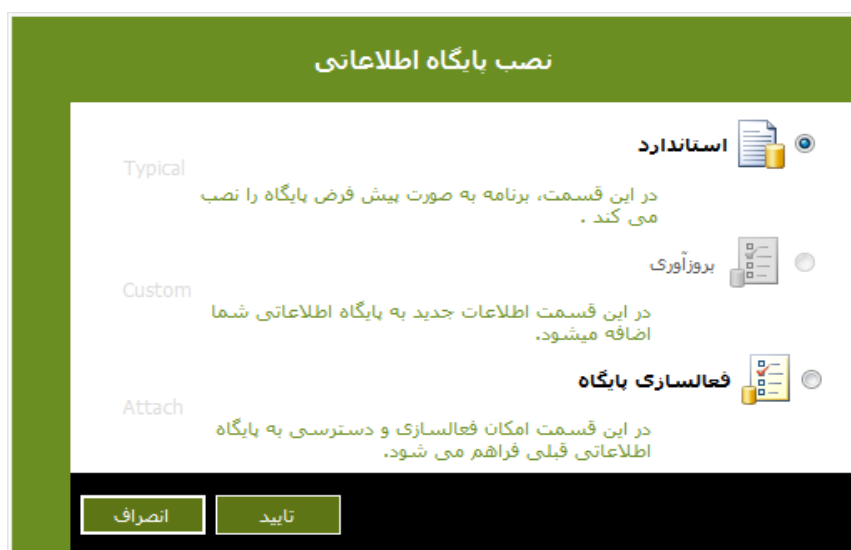 نصب پایگاه اطلاعاتی
استاندارد
Typical
در این قسمت، برنامه به صورت پیش فرض پایگاه را نصب
می کند .
بروزآوری
Custom
در این قسمت اطلاعات جدید به پایگاه اطلاعاتی شما
اضافه میشود.
فعالسازی پایگاه
Attach
در این قسمت امکان فعالسازی و دسترسی به پایگاه
اطلاعاتی قبلی فراهم می شود.
تایید
انصراف